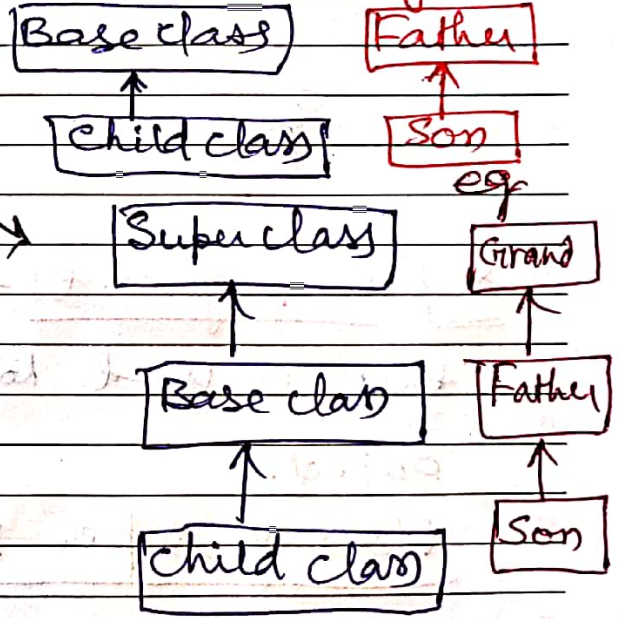 Base class Father
Child class Son
eg
Super class Grand
Base class Father
Child class Son